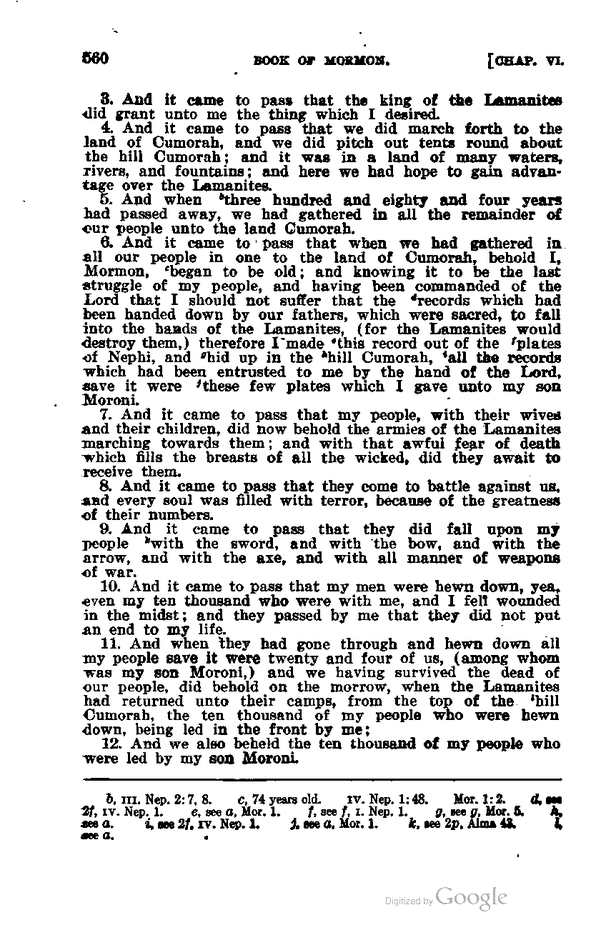 560 BOOK OF MORMON. [CHAP. VI.
3. And it came to pass that the king of the Lamanites
did grant unto me the thing which I desired.
4. And it came to pass that we did march forth to the
land of Cumorah, and we did pitch out tents round about
the hill Cumorah; and it was in a land of many waters,
rivers, and fountains; and here we had hope to gain advan-
tage over the Lamanites.
5. And when bthree hundred and eighty and four years
had passed away, we had gathered in all the remainder of
our people unto the land Cumorah.
6. And it came to pass that when we had gathered in
all our people in one to the land of Cumorah, behold I,
Mormon, cbegan to be old; and knowing it to be the last
struggle of my people, and having been commanded of the
Lord that I should not suffer that the drecords which had
been handed down by our fathers, which were sacred, to fall
into the hands of the Lamanites, (for the Lamanites would
destroy them,) therefore I made ethis record out of the fplates
of Nephi, and ghid up in the hhill Cumorah, iall the records
which had been entrusted to me by the hand of the Lord,
save it were jthese few plates which I gave unto my son
Moroni.
7. And it came to pass that my people, with their wives
and their children, did now behold the armies of the Lamanites
marching towards them; and with that awful fear of death
which fills the breasts of all the wicked, did they await to
receive them.
8. And it came to pass that they come to battle against us,
and every soul was filled with terror, because of the greatness
of their numbers.
9. And it came to pass that they did fall upon my
people kwith the sword, and with the bow, and with the
arrow, and with the axe, and with all manner of weapons
of war.
10. And it came to pass that my men were hewn down, yea,
even my ten thousand who were with me, and I fell wounded
in the midst; and they passed by me that they did not put
an end to my life.
11. And when they had gone through and hewn down all
my people save it were twenty and four of us, (among whom
was my son Moroni,) and we having survived the dead of
our people, did behold on the morrow, when the Lamanites
had returned unto their camps, from the top of the lhill
Cumorah, the ten thousand of my people who were hewn
down, being led in the front by me;
12. And we also beheld the ten thousand of my people who
were led by my son Moroni.
b, III. Nep. 2:7, 8. c, 74 years old. IV. Nep. 1:48. Mor. 1:2. d, see
2f, IV. Nep. 1. e, see a, Mor. 1. f, see f, I. Nep. 1. g, see g, Mor. 5. h,
see a. i, see 2f, IV. Nep. 1. j, see a, Mor. 1. k, see 2p, Alma 43. l,
see a.
Digitized by Google